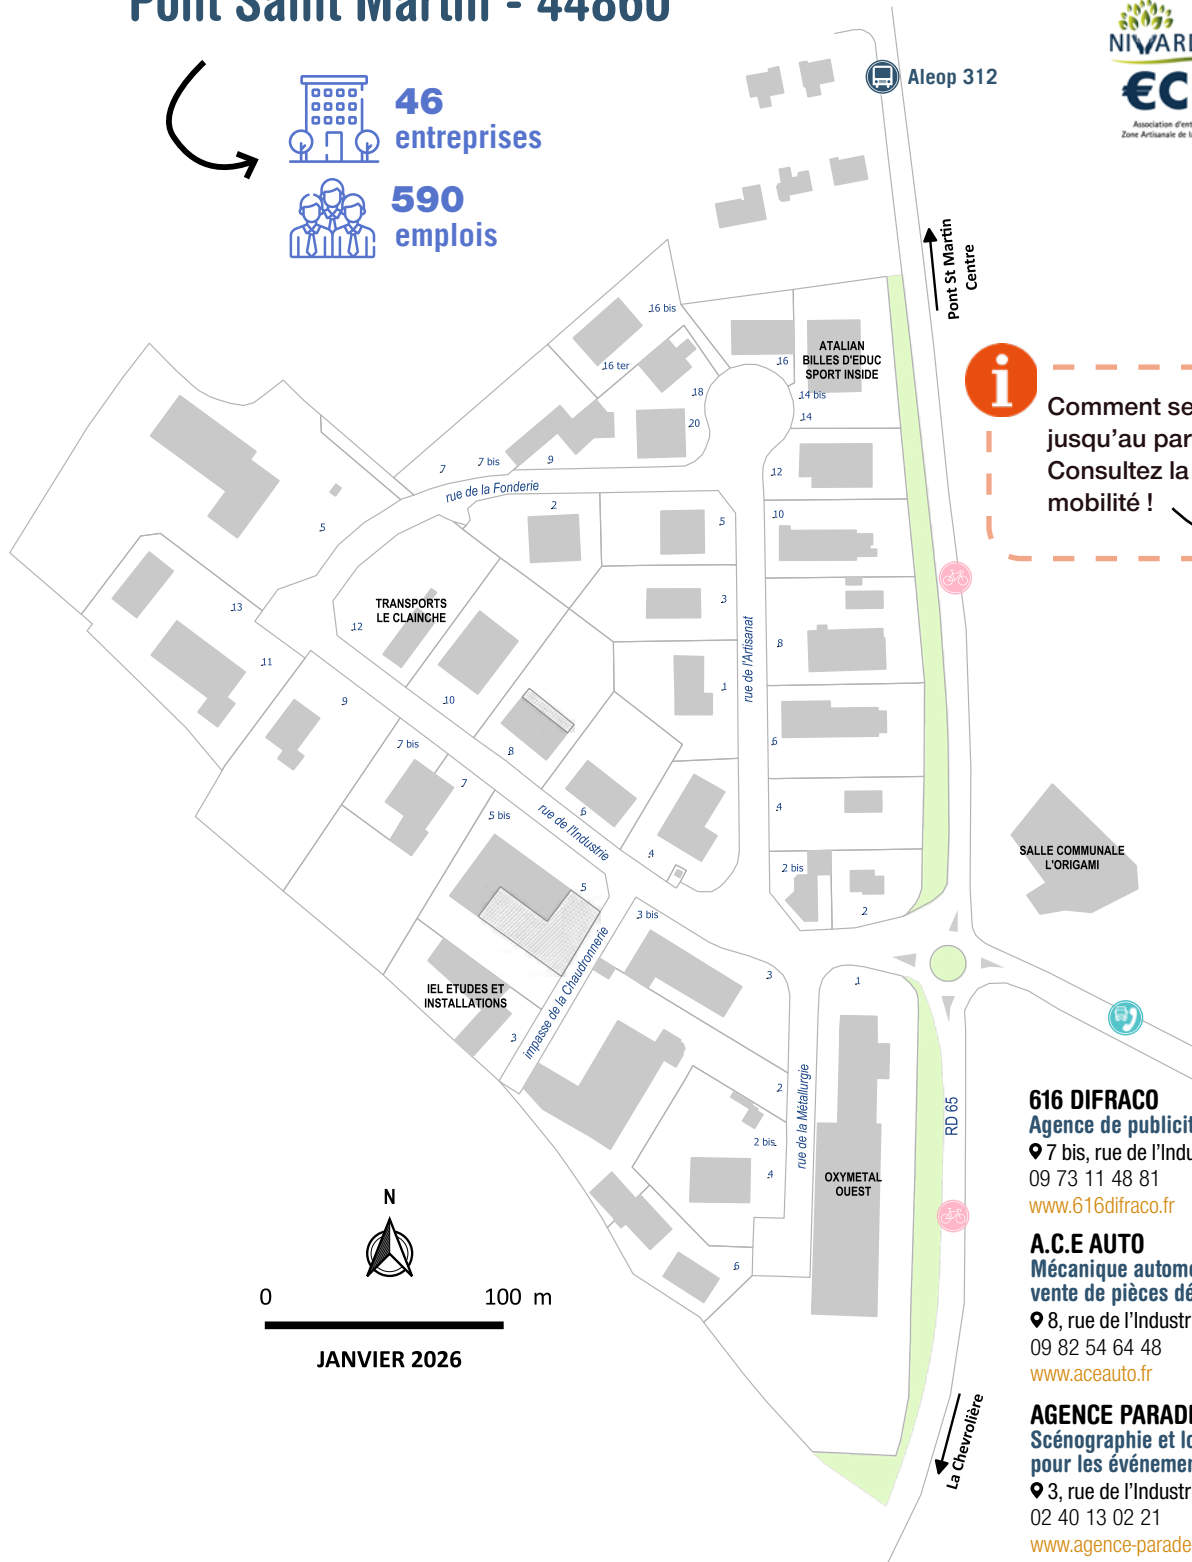 Pont Saint Martin - 44860
46
entreprises
590
emplois
Aleop 312
Association d'ent
Zone Artisanale de l
Pont St Martin
Centre
Comment se
jusqu'au par
Consultez la
mobilité !
16 bis
16 ter
16
ATALIAN
BILLES D'EDUC
SPORT INSIDE
14 bis
14
18
20
7
7 bis
9
rue de la Fonderie
12
10
2
5
5
3
8
1
rue de l'Artisanat
TRANSPORTS
LE CLAINCHE
12
13
11
10
9
8
7 bis
7
6
6
5 bis
rue de l'Industrie
4
4
2 bis
2
SALLE COMMUNALE
L'ORIGAMI
5
3 bis
3
1
IEL ETUDES ET
INSTALLATIONS
3
impasse de la Chaudronnerie
2
2 bis
4
rue de la Métallurgie
6
OXYMETAL
OUEST
RD 65
La Chevrolière
N
0 100 m
JANVIER 2026
616 DIFRACO
Agence de publicit
7 bis, rue de l'Indu
09 73 11 48 81
www.616difraco.fr
A.C.E AUTO
Mécanique automo
vente de pièces dé
8, rue de l'Industr
09 82 54 64 48
www.aceauto.fr
AGENCE PARADE
Scénographie et lo
pour les événemen
3, rue de l'Industr
02 40 13 02 21
www.agence-parade